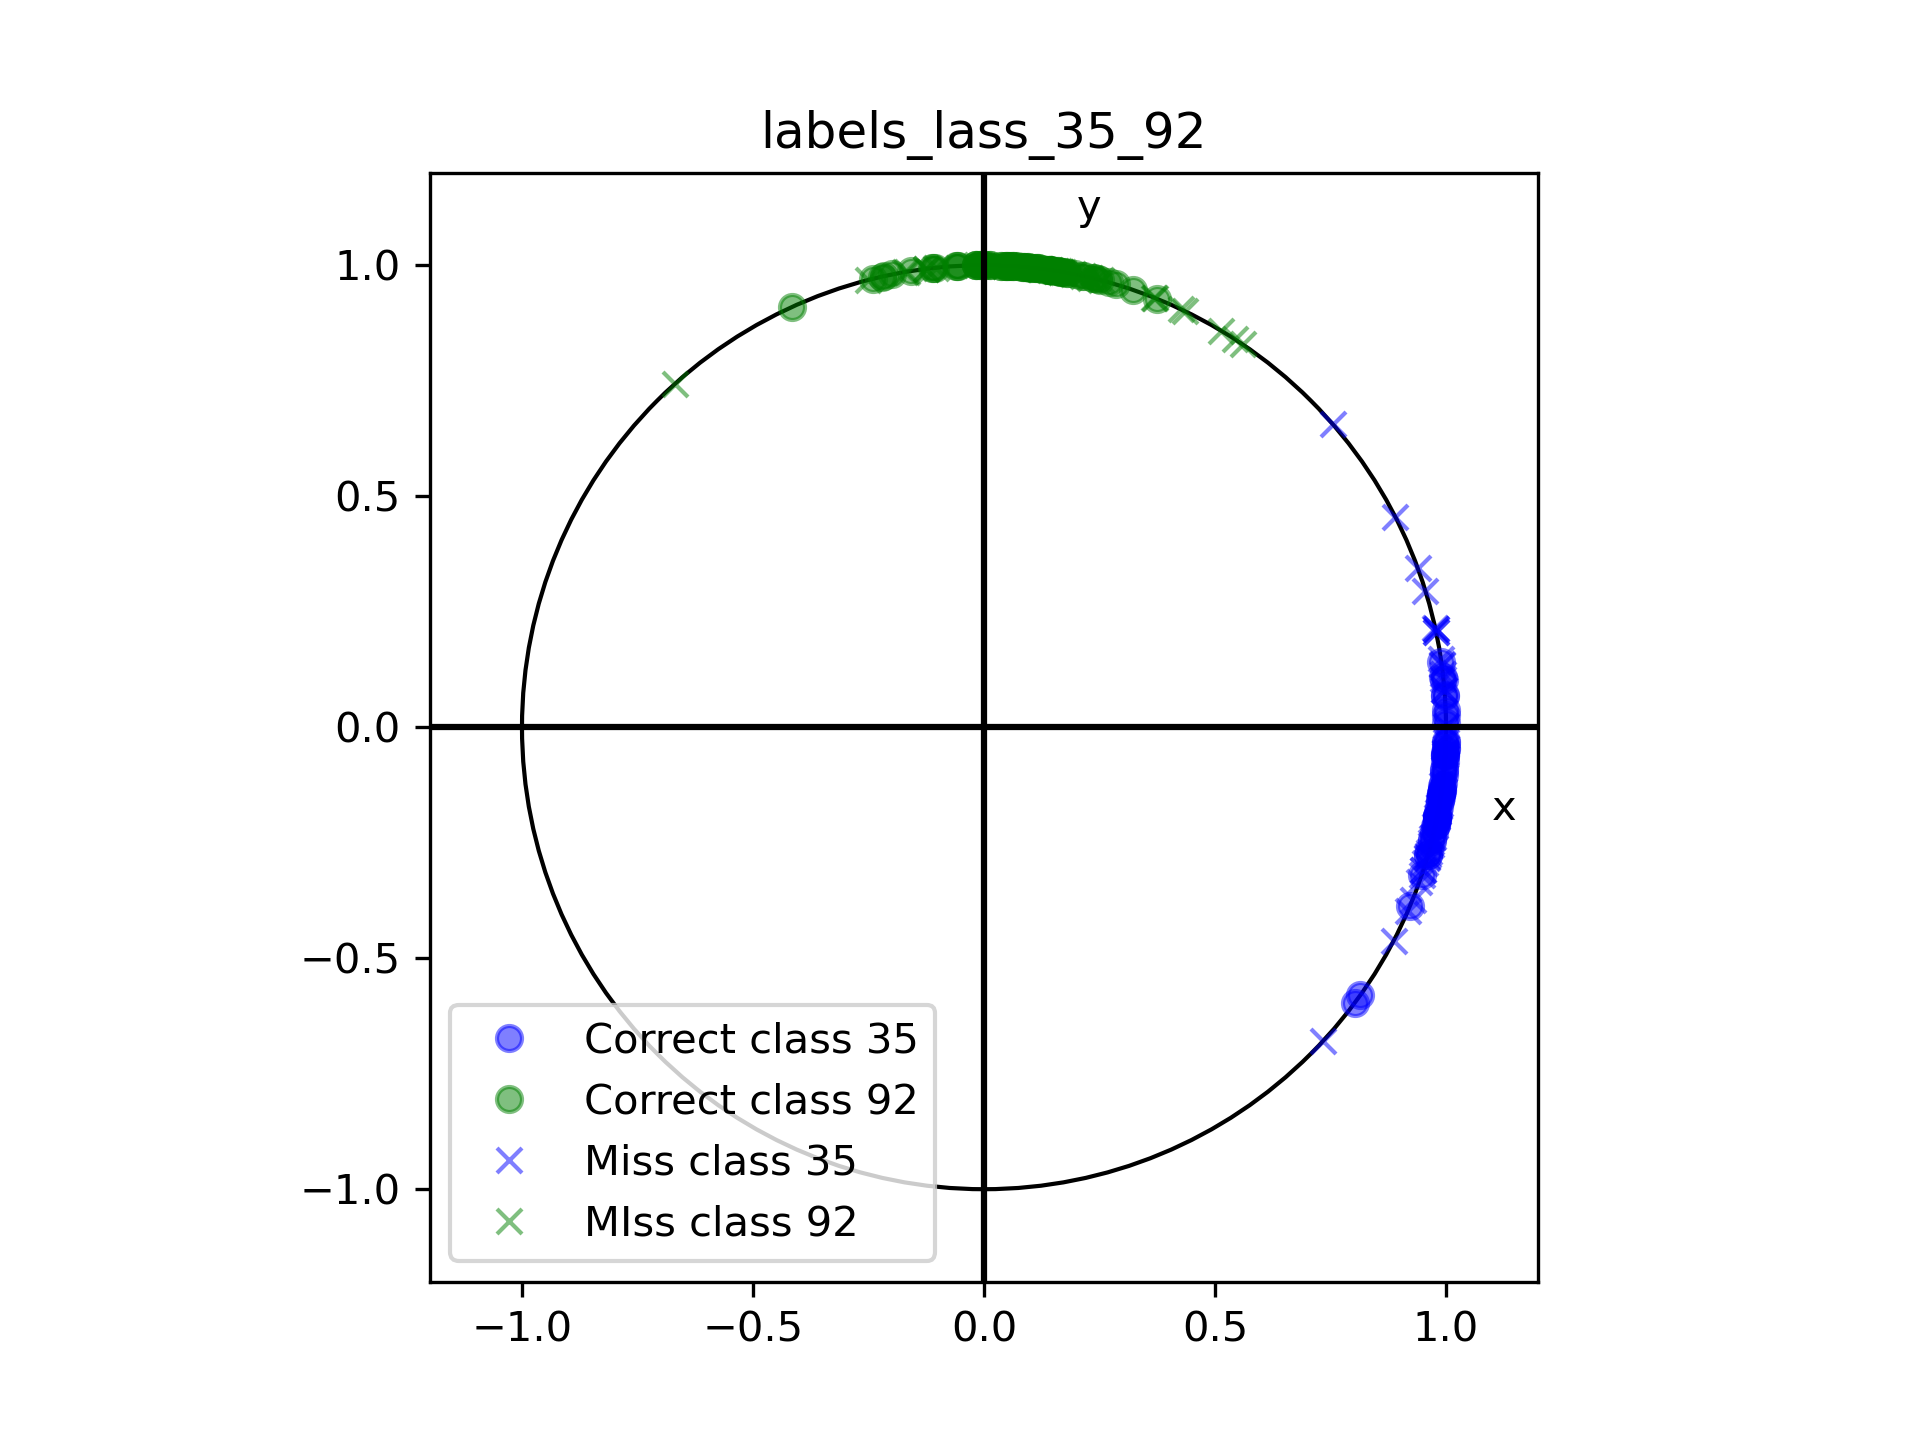 labels_lass_35_92
y
1.0
0.5
0.0
x
−0.5
−1.0
Correct class 35
Correct class 92
Miss class 35
MIss class 92
−1.0 −0.5 0.0 0.5 1.0